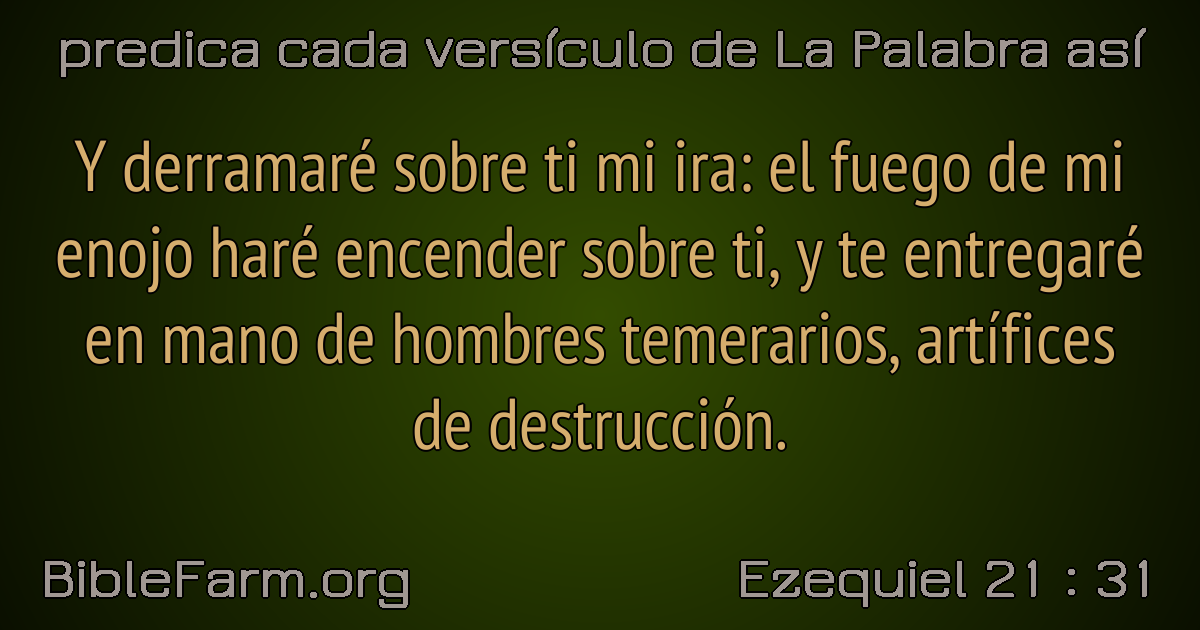 predica cada versículo de La Palabra así
Y derramaré sobre ti mi ira: el fuego de mi
enojo haré encender sobre ti, y te entregaré
en mano de hombres temerarios, artífices
de destrucción.
BibleFarm.org
Ezequiel 21 : 31